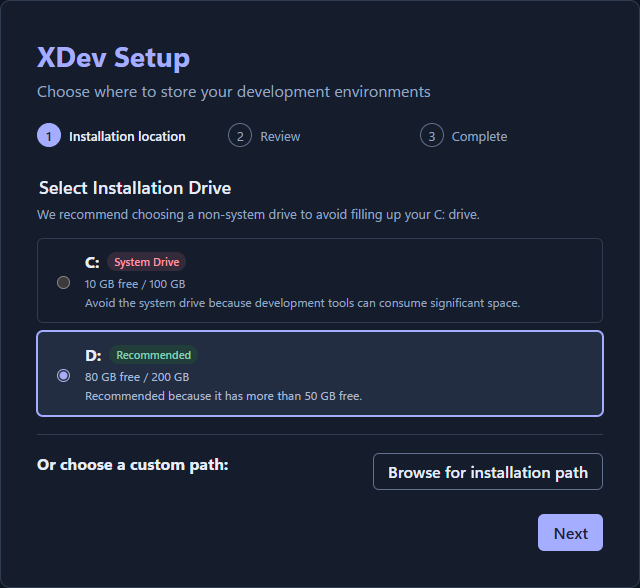 XDev Setup
Choose where to store your development environments
1 Installation location
2 Review
3 Complete
Select Installation Drive
We recommend choosing a non-system drive to avoid filling up your C: drive.
C: System Drive
10 GB free / 100 GB
Avoid the system drive because development tools can consume significant space.
D: Recommended
80 GB free / 200 GB
Recommended because it has more than 50 GB free.
Or choose a custom path:
Browse for installation path
Next